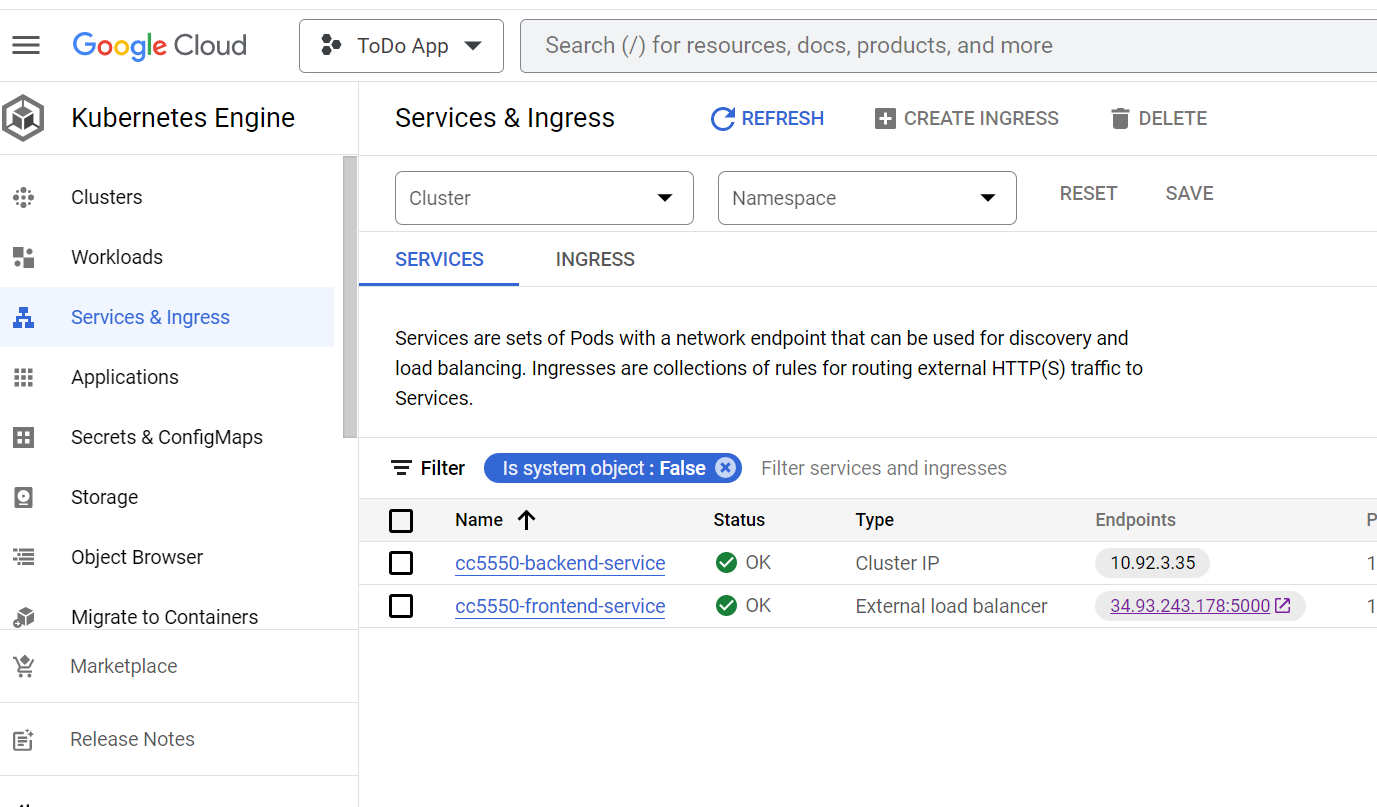 Google Cloud
ToDo App
Search (/) for resources, docs, products, and more
Kubernetes Engine
Services & Ingress
REFRESH
CREATE INGRESS
DELETE
Clusters
Workloads
Services & Ingress
Applications
Secrets & ConfigMaps
Storage
Object Browser
Migrate to Containers
Marketplace
Release Notes
Cluster
Namespace
RESET
SAVE
SERVICES
INGRESS
Services are sets of Pods with a network endpoint that can be used for discovery and
load balancing. Ingresses are collections of rules for routing external HTTP(S) traffic to
Services.
Filter
Is system object : False
Filter services and ingresses
Name Status Type Endpoints P
cc5550-backend-service OK Cluster IP 10.92.3.35 1
cc5550-frontend-service OK External load balancer 34.93.243.178:5000 1